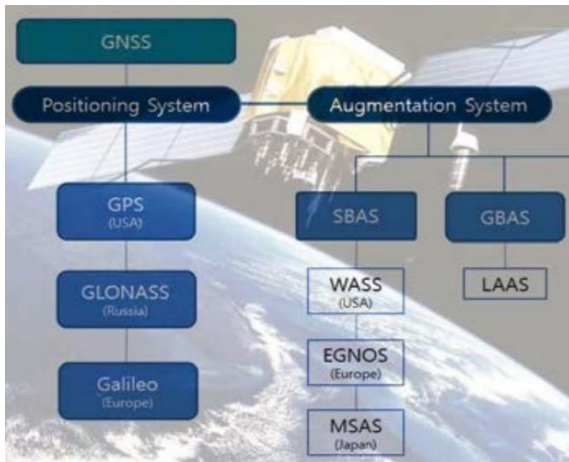 GNSS
Positioning System
Augmentation System
GPS
(USA)
GLONASS
(Russia)
Galileo
(Europe)
SBAS
GBAS
WASS
(USA)
LAAS
EGNOS
(Europe)
MSAS
(Japan)